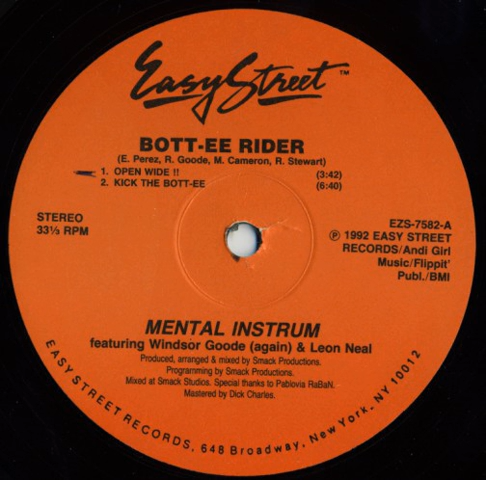 Easy Street ™
BOTT-EE RIDER
(E. Perez, R. Goode, M. Cameron, R. Stewart)
1. OPEN WIDE !! (3:42)
2. KICK THE BOTT-EE (6:40)
STEREO
33⅓ RPM
EZS-7582-A
℗ 1992 EASY STREET
RECORDS/Andi Girl
Music/Flippit'
Publ./BMI
MENTAL INSTRUM
featuring Windsor Goode (again) & Leon Neal
Produced, arranged & mixed by Smack Productions.
Programming by Smack Productions.
Mixed at Smack Studios. Special thanks to Pablovia RaBaN.
Mastered by Dick Charles.
EASY STREET RECORDS, 648 Broadway, New York, NY 10012